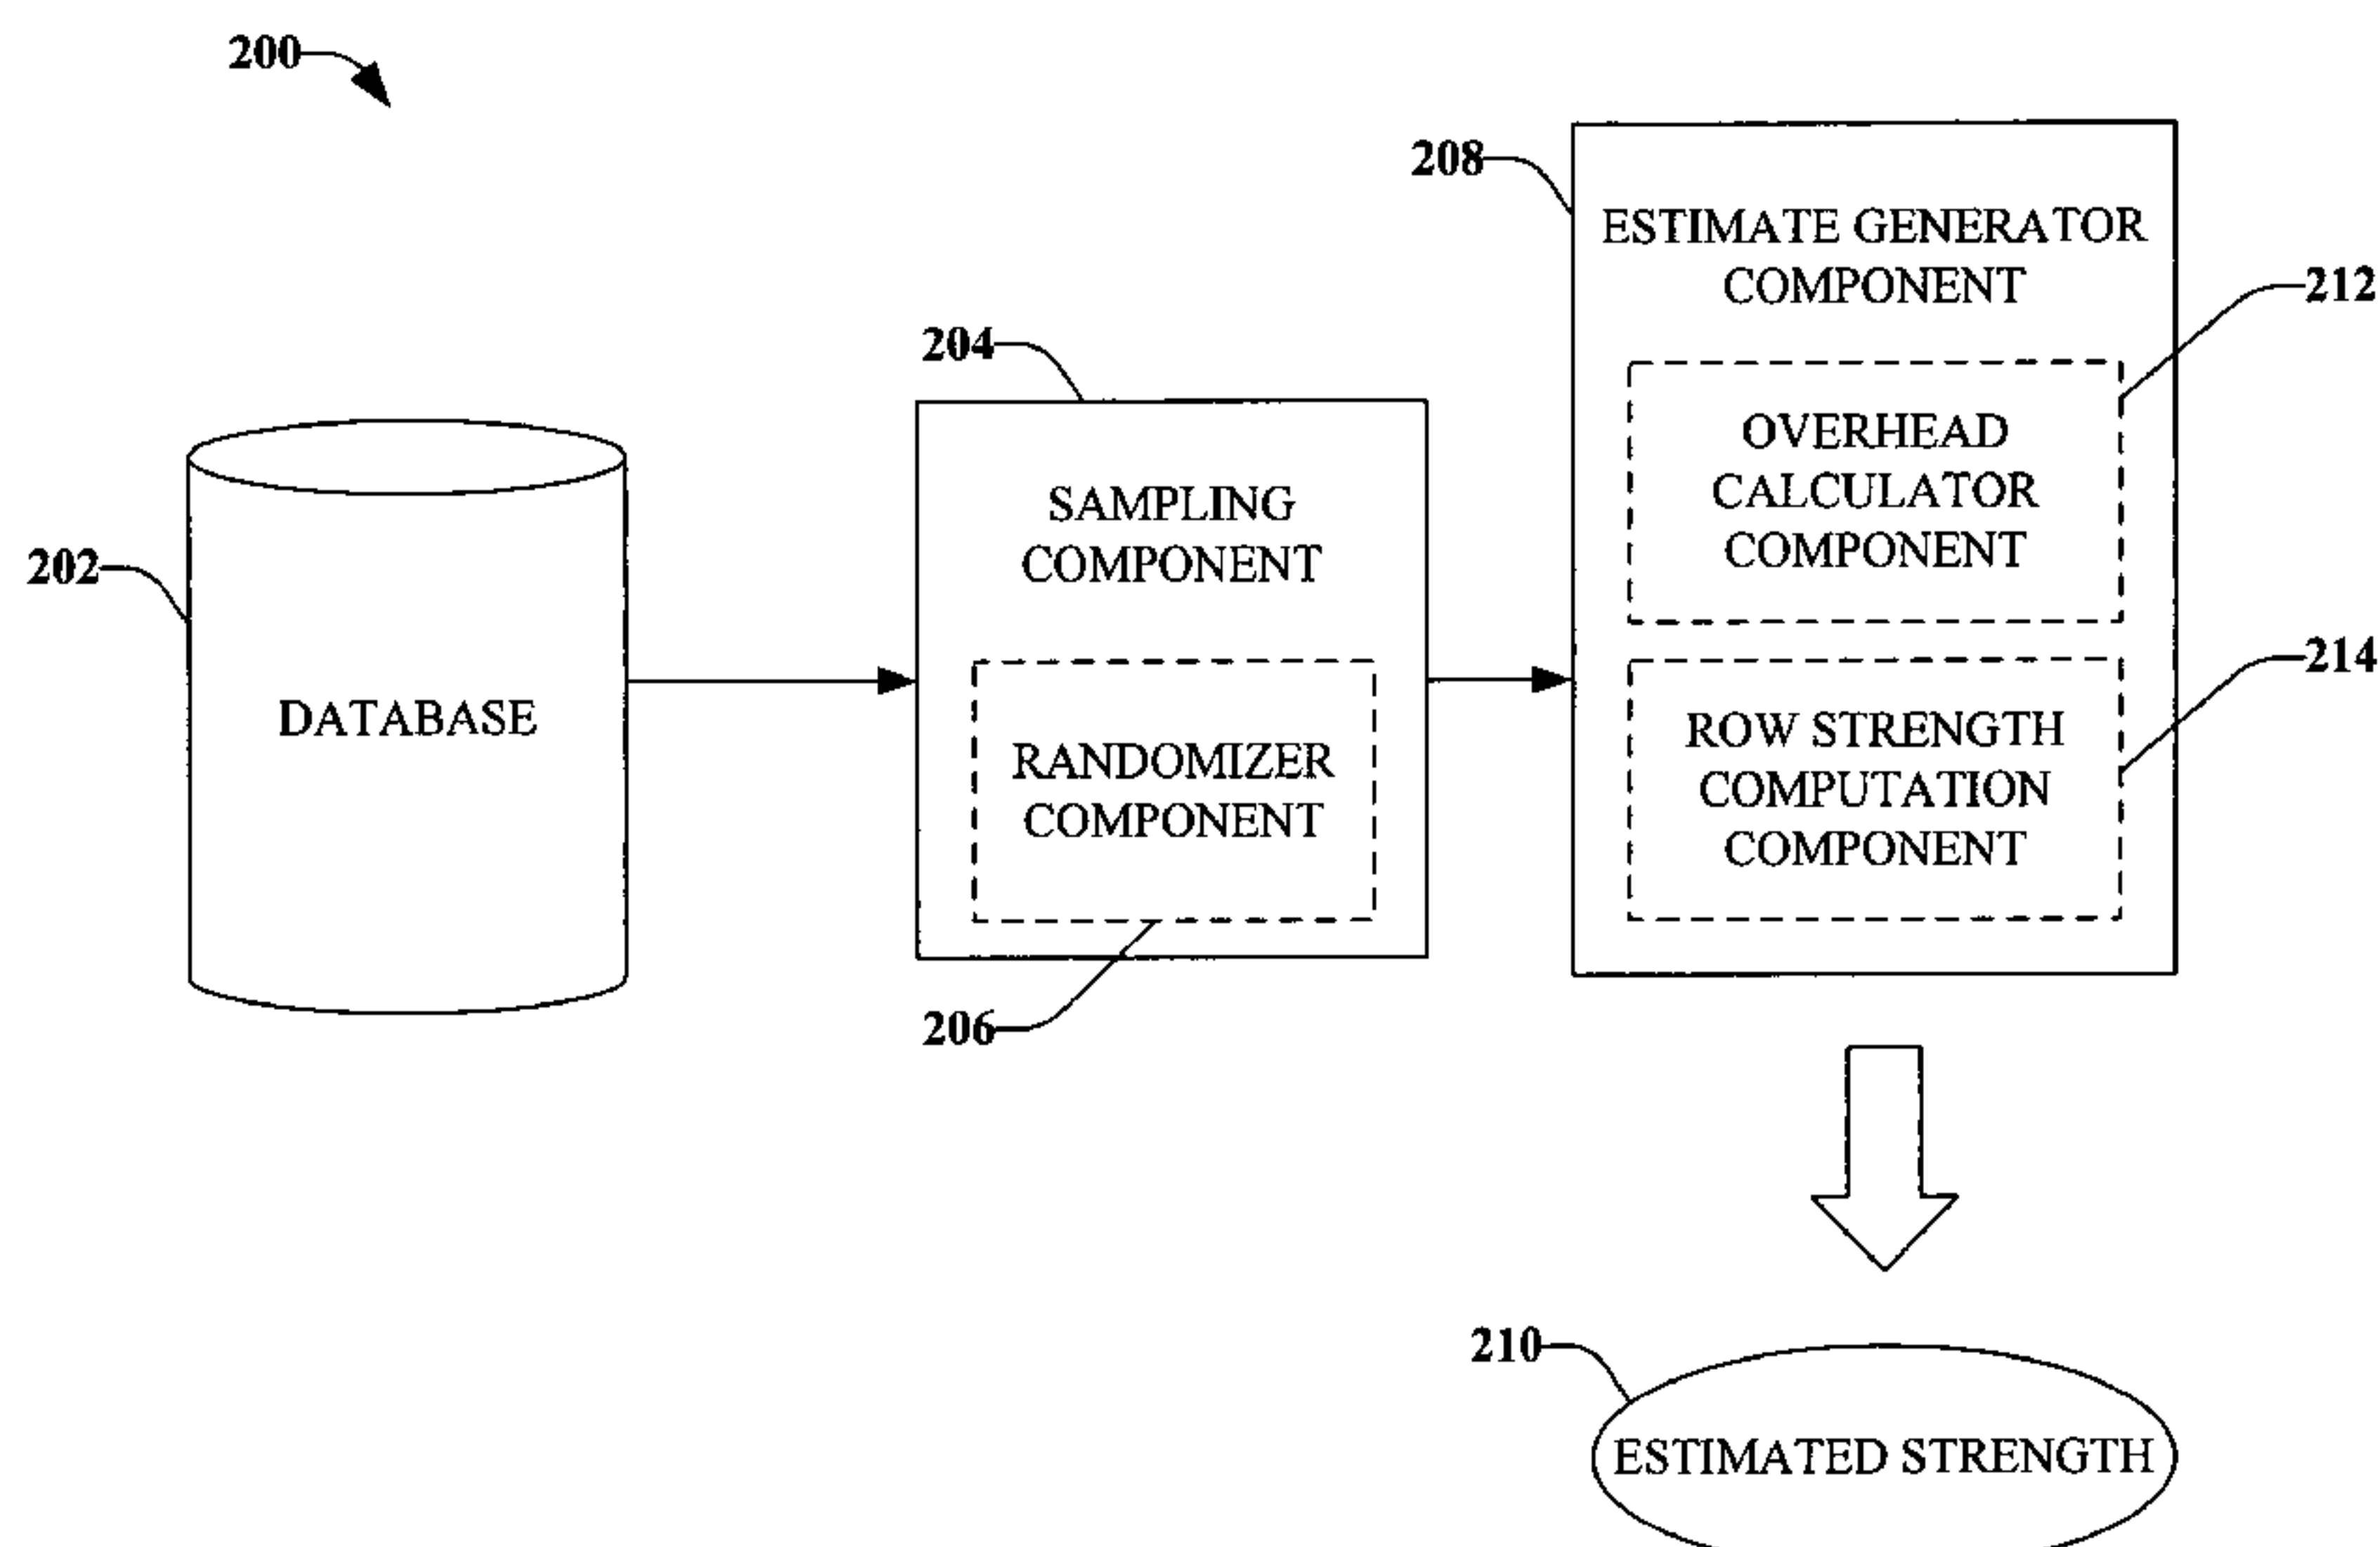 200
208
ESTIMATE GENERATOR
COMPONENT
212
204
OVERHEAD
CALCULATOR
COMPONENT
SAMPLING
COMPONENT
202
214
DATABASE
ROW STRENGTH
COMPUTATION
COMPONENT
RANDOMIZER
COMPONENT
206
210
ESTIMATED STRENGTH